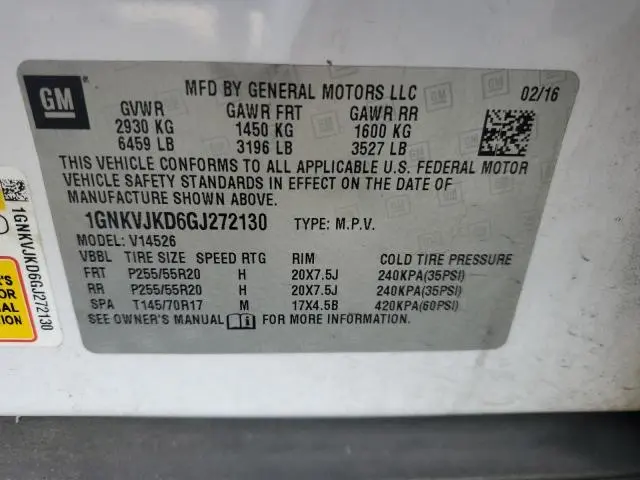 GM
MFD BY GENERAL MOTORS LLC 02/16
GVWR GAWR FRT GAWR RR
2930 KG 1450 KG 1600 KG
6459 LB 3196 LB 3527 LB
THIS VEHICLE CONFORMS TO ALL APPLICABLE U.S. FEDERAL MOTOR
VEHICLE SAFETY STANDARDS IN EFFECT ON THE DATE OF
MANUFACTURE SHOWN ABOVE.
1GNKVJKD6GJ272130 TYPE: M.P.V.
MODEL: V14526
VBBL TIRE SIZE SPEED RTG RIM COLD TIRE PRESSURE
FRT P255/55R20 H 20X7.5J 240KPA(35PSI)
RR P255/55R20 H 20X7.5J 240KPA(35PSI)
SPA T145/70R17 M 17X4.5B 420KPA(60PSI)
SEE OWNER'S MANUAL FOR MORE INFORMATION.
1GNKVJKD6GJ272130
OR